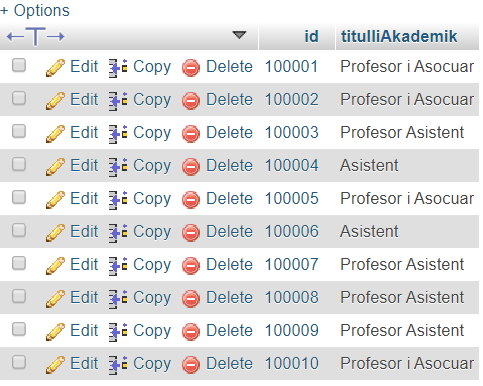 + Options
id titulliAkademik
Edit Copy Delete 100001 Profesor i Asocuar
Edit Copy Delete 100002 Profesor i Asocuar
Edit Copy Delete 100003 Profesor Asistent
Edit Copy Delete 100004 Asistent
Edit Copy Delete 100005 Profesor i Asocuar
Edit Copy Delete 100006 Asistent
Edit Copy Delete 100007 Profesor Asistent
Edit Copy Delete 100008 Profesor Asistent
Edit Copy Delete 100009 Profesor Asistent
Edit Copy Delete 100010 Profesor i Asocuar